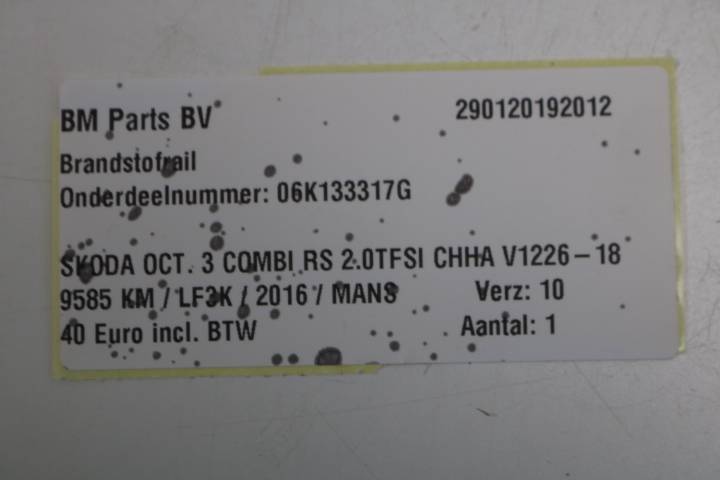 BM Parts BV 290120192012
Brandstofrail
Onderdeelnummer: 06K133317G
SKODA OCT. 3 COMBI RS 2.0TFSI CHHA V1226-18
9585 KM / LF3K / 2016 / MANS Verz: 10
40 Euro incl. BTW Aantal: 1